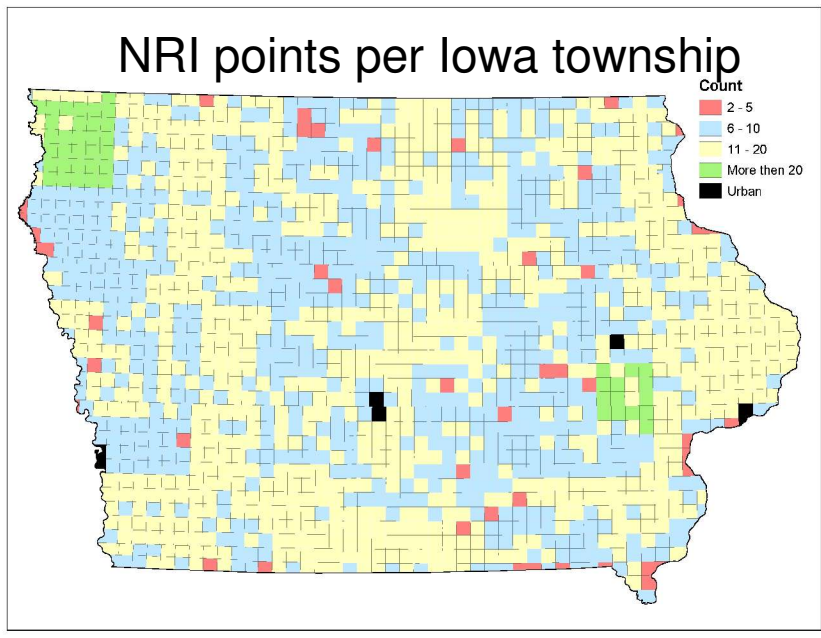 NRI points per Iowa township
Count
2 - 5
6 - 10
11 - 20
More then 20
Urban